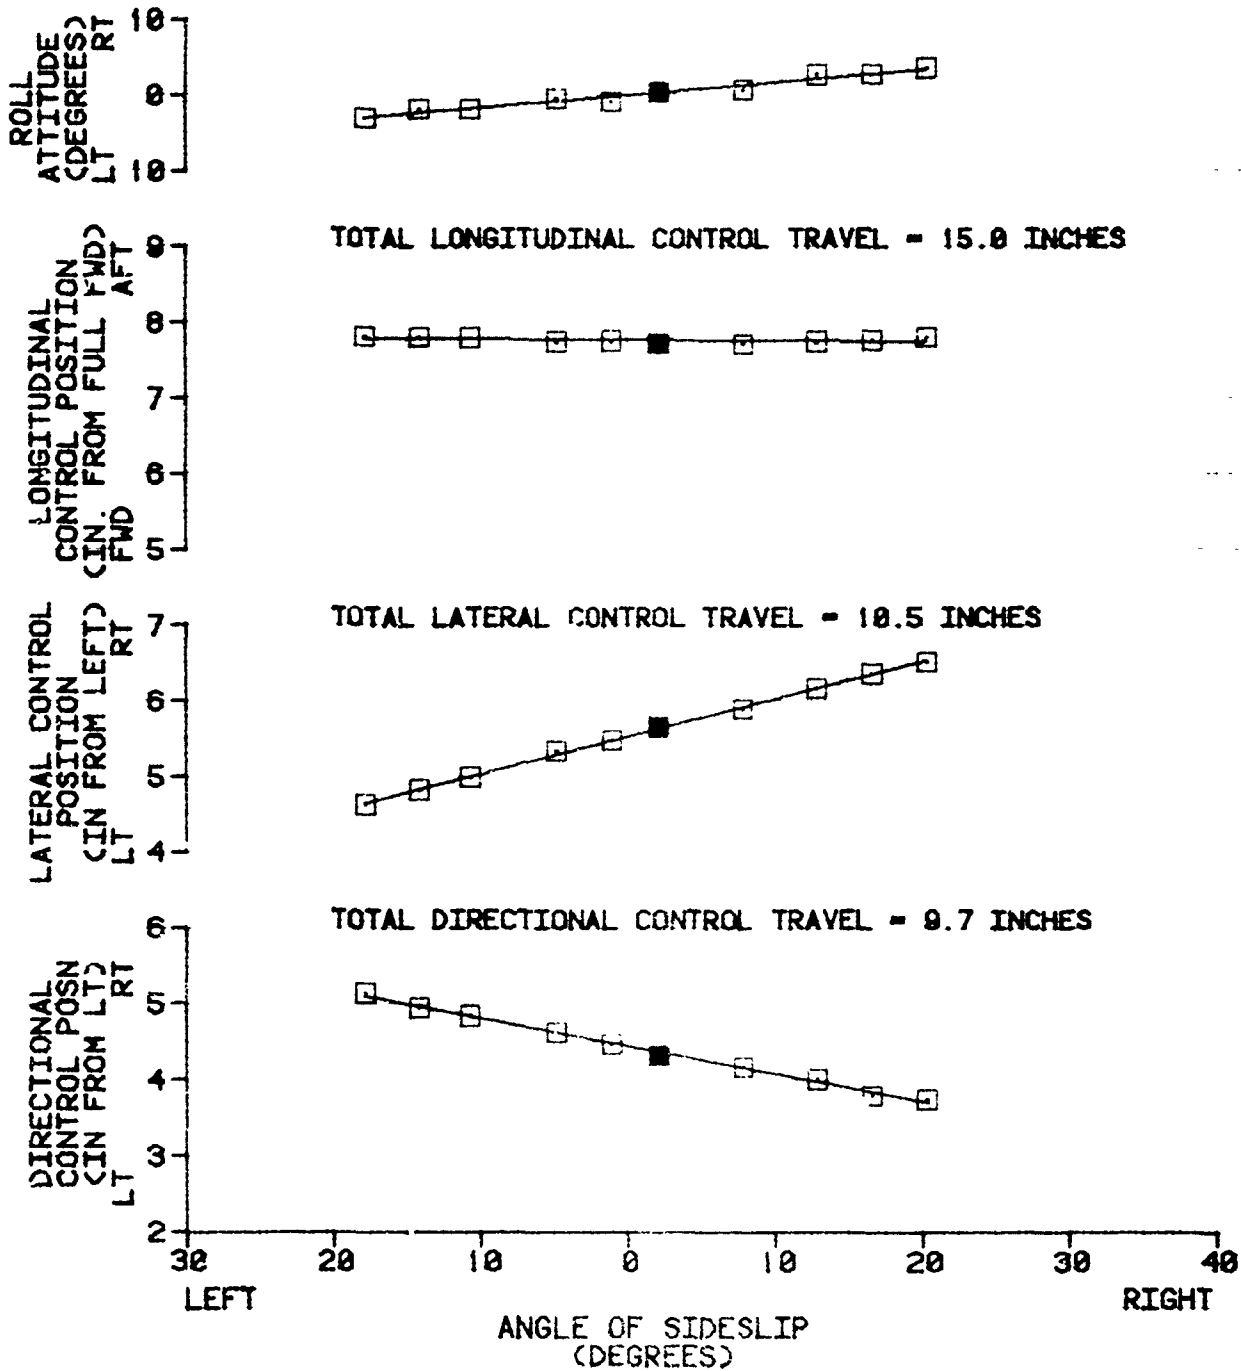 ROLL
ATTITUDE
(DEGREES)
LT RT
10
0
10
TOTAL LONGITUDINAL CONTROL TRAVEL = 15.0 INCHES
LONGITUDINAL
CONTROL POSITION
(IN. FROM FULL FWD)
FWD AFT
9
8
7
6
5
TOTAL LATERAL CONTROL TRAVEL = 10.5 INCHES
LATERAL CONTROL
POSITION
(IN FROM LEFT)
LT RT
7
6
5
4
TOTAL DIRECTIONAL CONTROL TRAVEL = 9.7 INCHES
DIRECTIONAL
CONTROL POSN
(IN FROM LT)
LT RT
6
5
4
3
2
30 20 10 0 10 20 30 40
LEFT RIGHT
ANGLE OF SIDESLIP
(DEGREES)